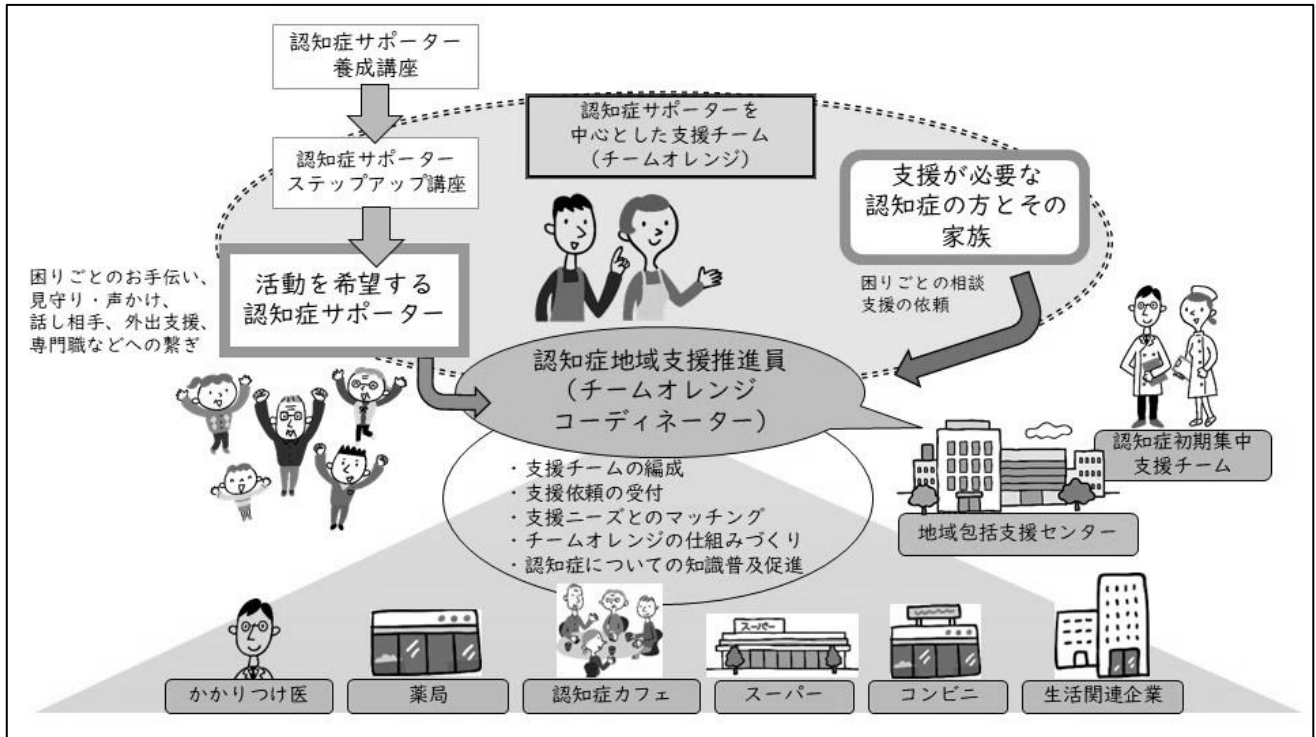 認知症サポーター
養成講座
認知症サポーター
ステップアップ講座
活動を希望する
認知症サポーター
困りごとのお手伝い、
見守り・声かけ、
話し相手、外出支援、
専門職などへの繋ぎ
認知症サポーターを
中心とした支援チーム
（チームオレンジ）
支援が必要な
認知症の方とその
家族
困りごとの相談
支援の依頼
認知症地域支援推進員
（チームオレンジ
コーディネーター）
・支援チームの編成
・支援依頼の受付
・支援ニーズとのマッチング
・チームオレンジの仕組みづくり
・認知症についての知識普及促進
認知症初期集中
支援チーム
地域包括支援センター
かかりつけ医
薬局
認知症カフェ
スーパー
スーパー
コンビニ
生活関連企業